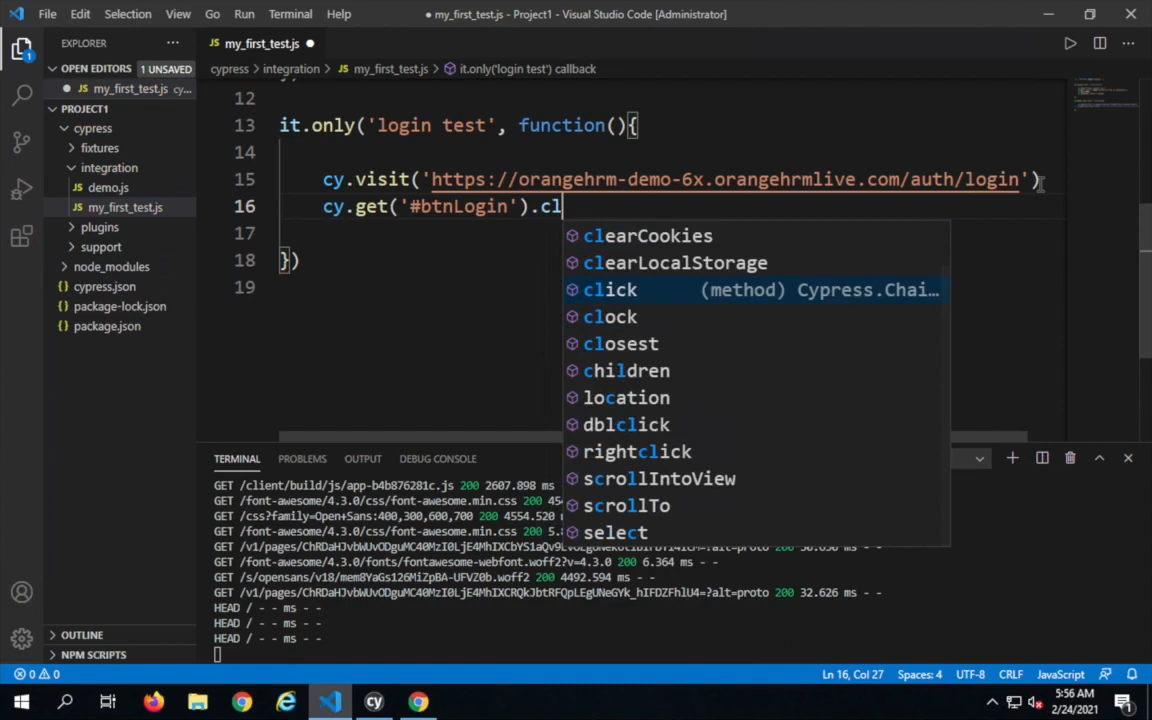 File Edit Selection View Go Run Terminal Help
● my_first_test.js - Project1 - Visual Studio Code [Administrator]
EXPLORER
OPEN EDITORS 1 UNSAVED
● JS my_first_test.js cy...
PROJECT1
cypress
fixtures
integration
JS demo.js
JS my_first_test.js
plugins
support
node_modules
{} cypress.json
{} package-lock.json
{} package.json
OUTLINE
NPM SCRIPTS
JS my_first_test.js ●
cypress > integration > JS my_first_test.js > it.only('login test') callback
12
13 it.only('login test', function(){
14
15 cy.visit('https://orangehrm-demo-6x.orangehrmlive.com/auth/login')
16 cy.get('#btnLogin').cl
17
18 })
19
clearCookies
clearLocalStorage
click (method) Cypress.Chai…
clock
closest
children
location
dblclick
rightclick
scrollIntoView
scrollTo
select
TERMINAL PROBLEMS OUTPUT DEBUG CONSOLE
GET /client/build/js/app-b4b876281c.js 200 2607.898 ms
GET /font-awesome/4.3.0/css/font-awesome.min.css 200
GET /css?family=Open+Sans:400,300,600,700 200 4554.520
GET /font-awesome/4.3.0/css/font-awesome.min.css 200
GET /font-awesome/4.3.0/fonts/fontawesome-webfont.woff2?v=4.3.0 200 6.364 ms - -
GET /s/opensans/v18/mem8YaGs126MiZpBA-UFVZ0b.woff2 200 4492.594 ms - -
200 32.626 ms - -
HEAD / - - ms - -
HEAD / - - ms - -
HEAD / - - ms - -
0 0 Ln 16, Col 27 Spaces: 4 UTF-8 CRLF JavaScript
5:56 AM
2/24/2021